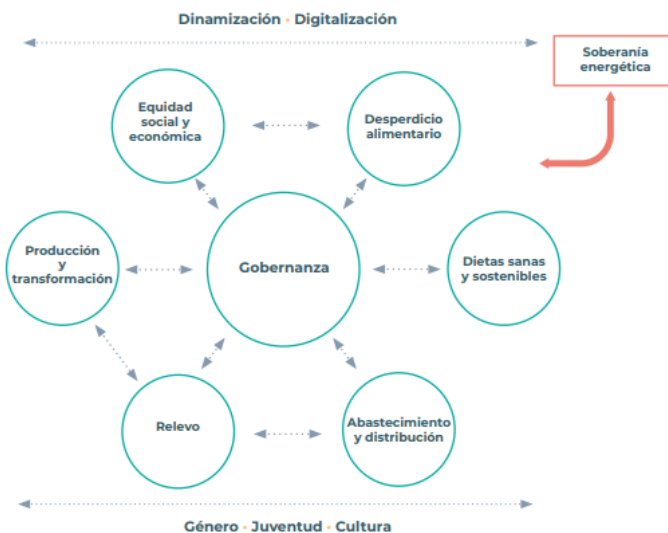 Dinamización • Digitalización
Soberanía
energética
Equidad
social y
económica
Desperdicio
alimentario
Producción
y
transformación
Gobernanza
Dietas sanas
y sostenibles
Relevo
Abastecimiento
y distribución
Género • Juventud • Cultura